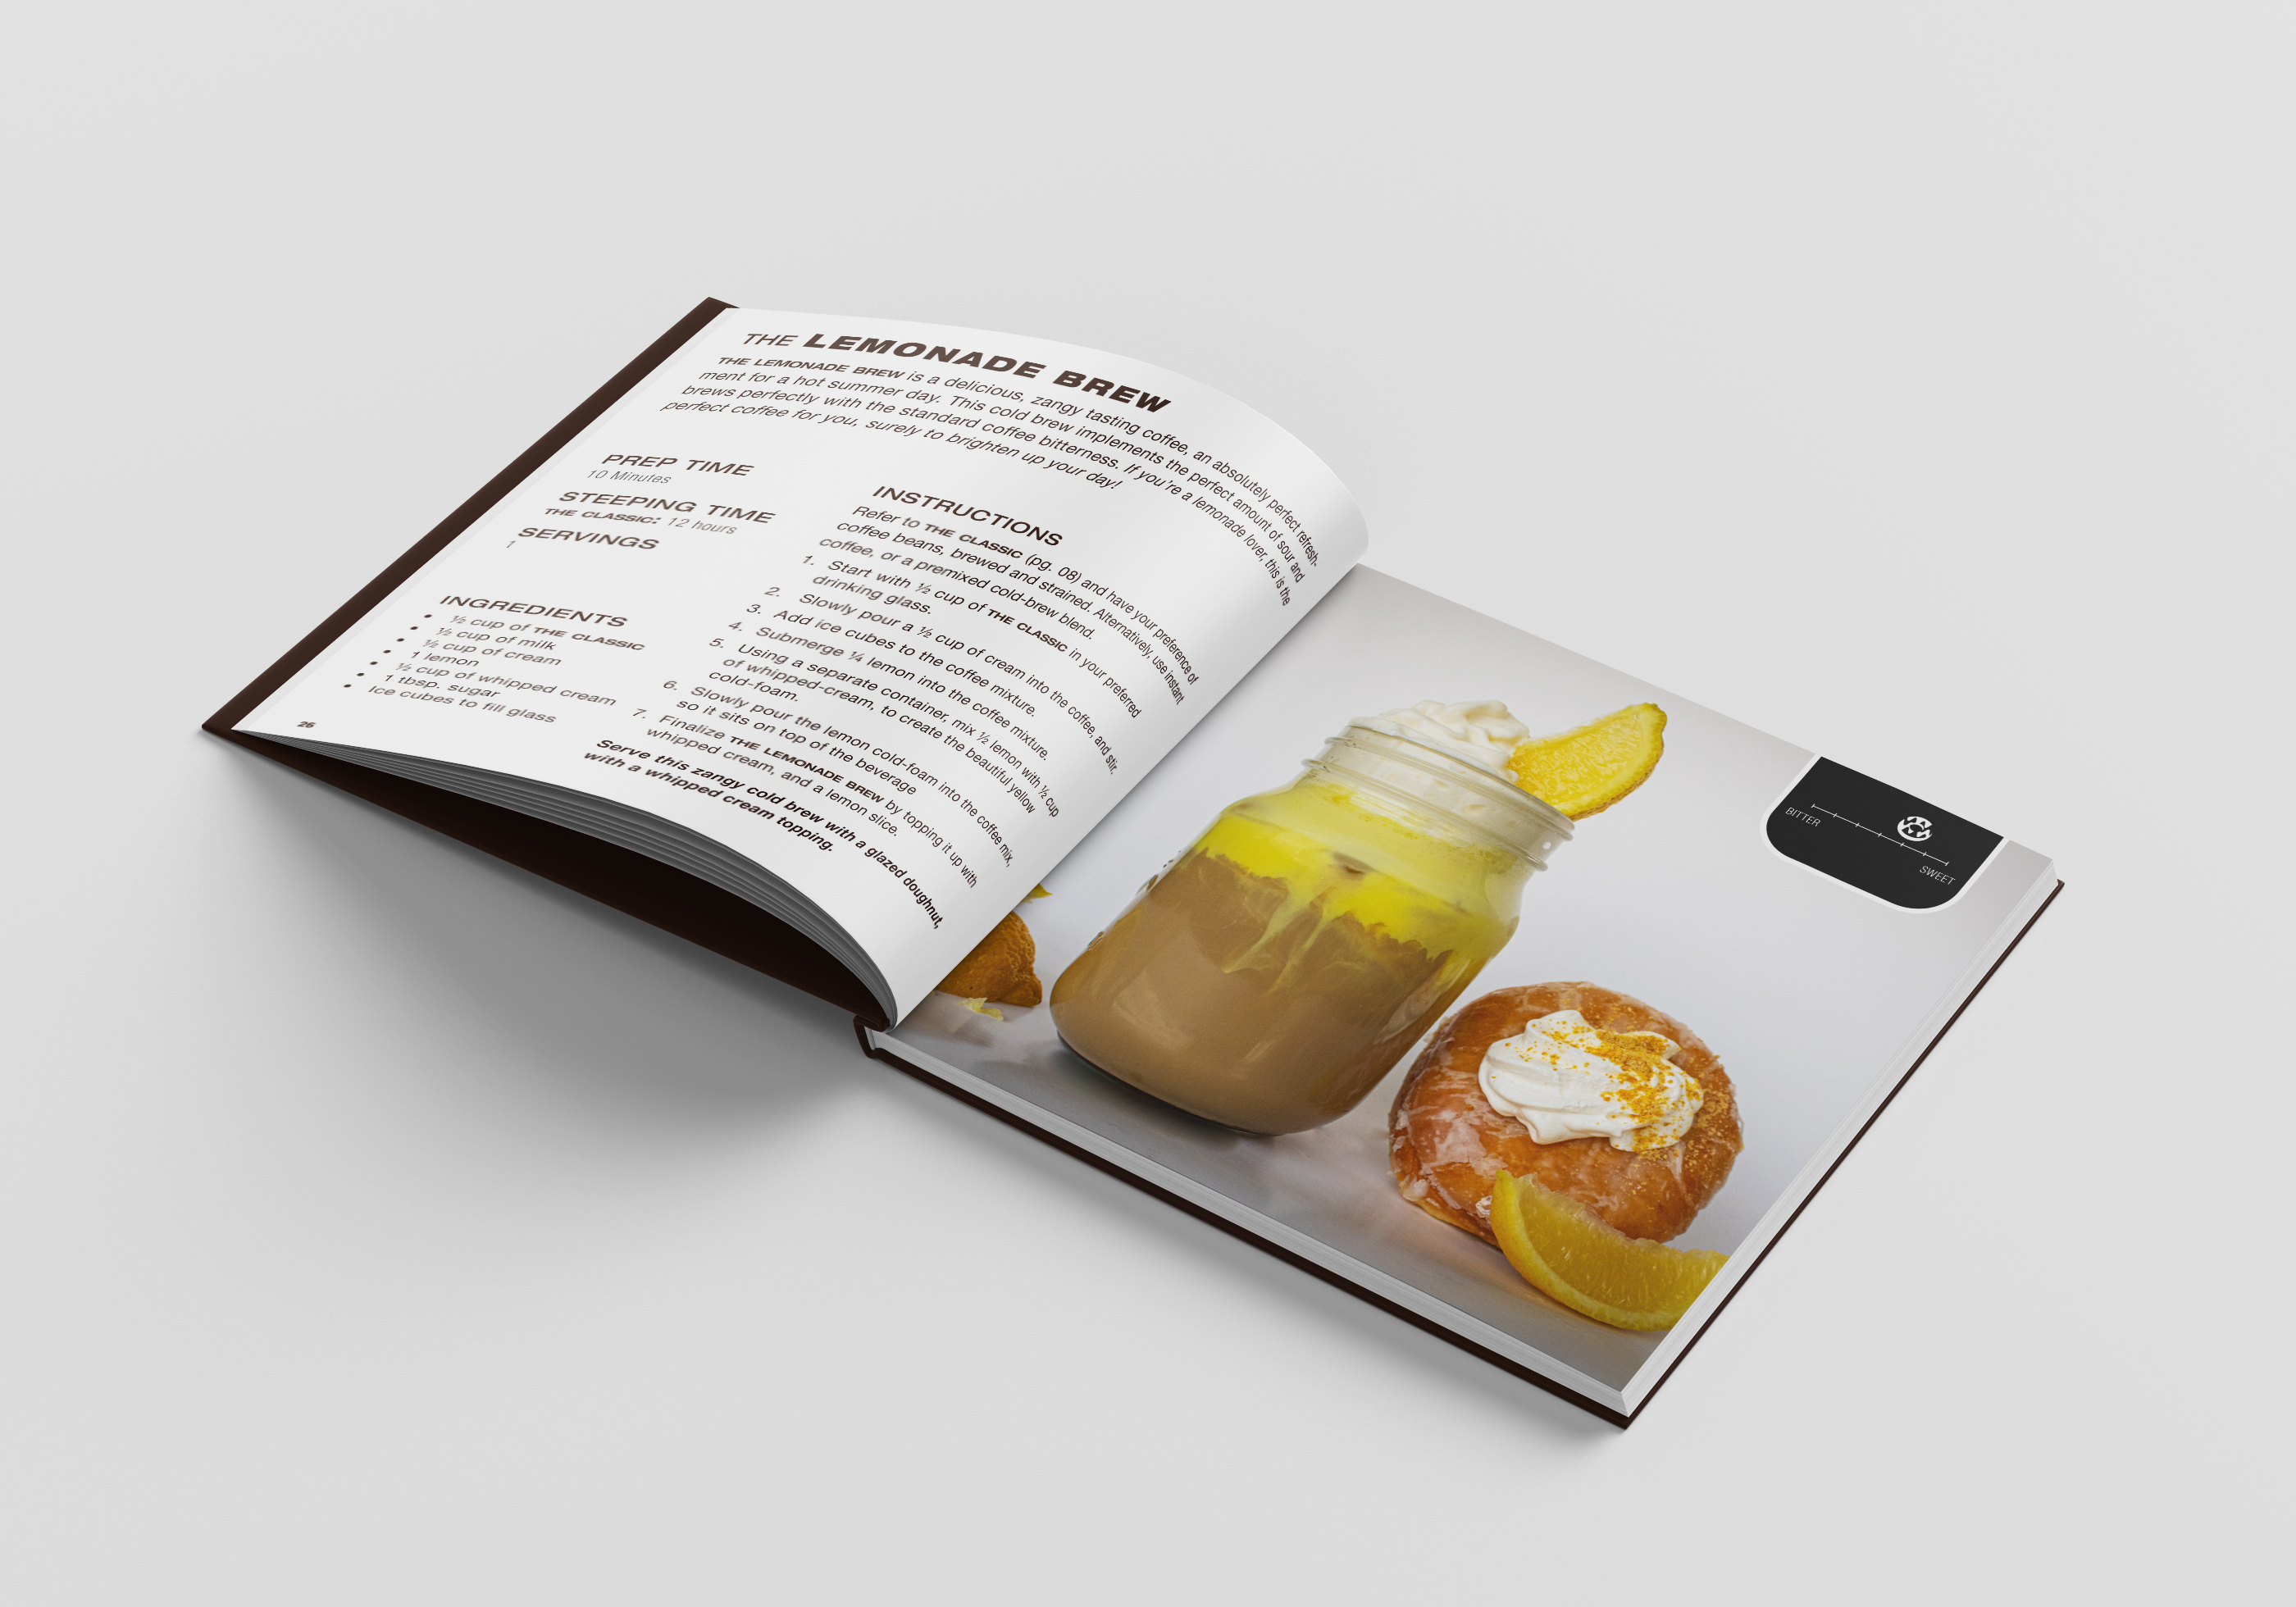 THE LEMONADE BREW
THE LEMONADE BREW is a delicious, zangy tasting coffee, an absolutely perfect refresh-
ment for a hot summer day. This cold brew implements the perfect amount of sour and
brews perfectly with the standard coffee bitterness. If you're a lemonade lover, this is the
perfect coffee for you, surely to brighten up your day!
PREP TIME
10 Minutes
STEEPING TIME
THE CLASSIC: 12 hours
SERVINGS
1
INGREDIENTS
• ½ cup of THE CLASSIC
• ½ cup of milk
• ½ cup of cream
• 1 lemon
• ½ cup of whipped cream
• 1 tbsp. sugar
• Ice cubes to fill glass
26
INSTRUCTIONS
Refer to THE CLASSIC (pg. 08) and have your preference of
coffee beans, brewed and strained. Alternatively, use instant
coffee, or a premixed cold-brew blend.
1. Start with ½ cup of THE CLASSIC in your preferred
drinking glass.
2. Slowly pour a ½ cup of cream into the coffee, and stir.
3. Add ice cubes to the coffee mixture.
4. Submerge ¼ lemon into the coffee mixture.
5. Using a separate container, mix ½ lemon with ½ cup
of whipped-cream, to create the beautiful yellow
cold-foam.
6. Slowly pour the lemon cold-foam into the coffee mix,
so it sits on top of the beverage
7. Finalize THE LEMONADE BREW by topping it up with
whipped cream, and a lemon slice.
Serve this zangy cold brew with a glazed doughnut,
with a whipped cream topping.
BITTER
SWEET